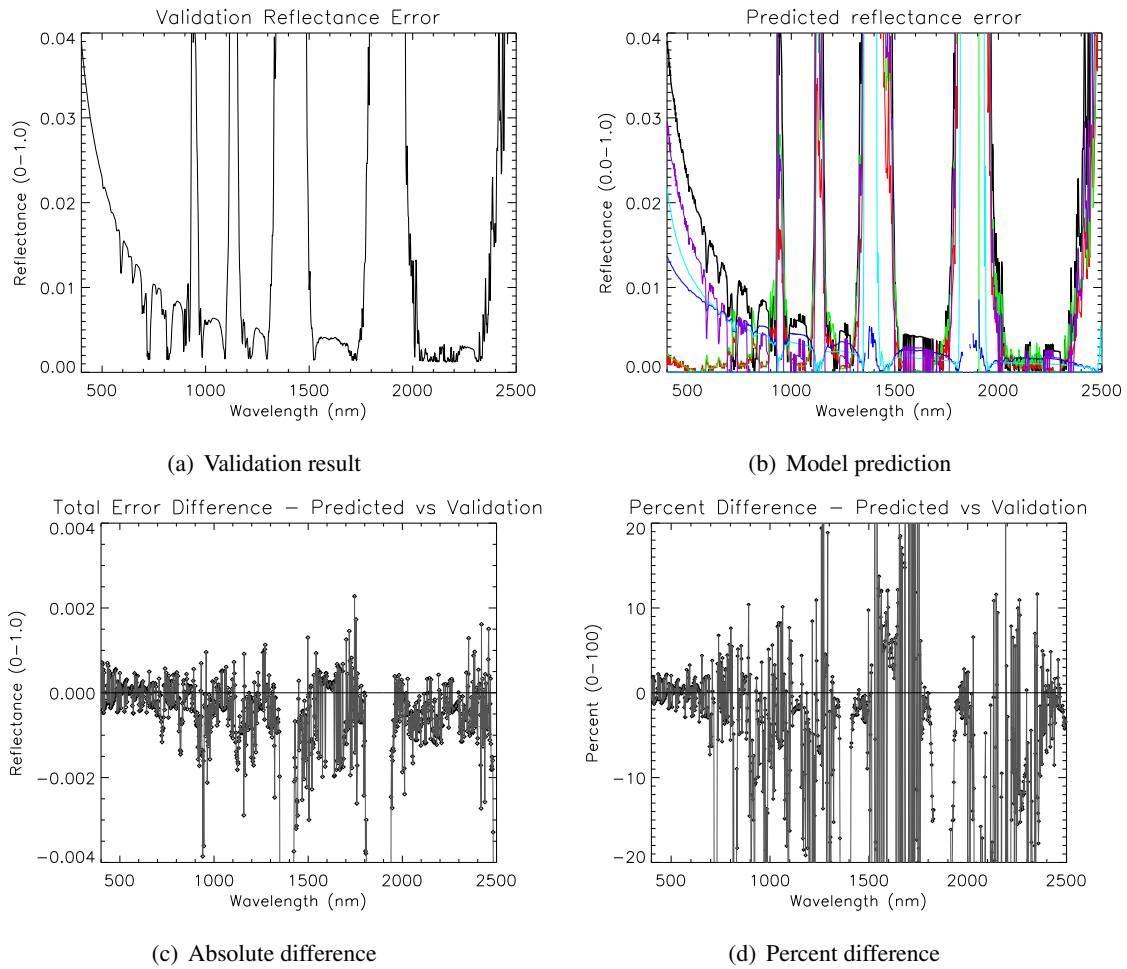 Validation Reflectance Error
0.04
0.03
0.02
0.01
0.00
Reflectance (0−1.0)
500 1000 1500 2000 2500
Wavelength (nm)
(a) Validation result
Predicted reflectance error
0.04
0.03
0.02
0.01
0.00
Reflectance (0.0−1.0)
500 1000 1500 2000 2500
Wavelength (nm)
(b) Model prediction
Total Error Difference − Predicted vs Validation
0.004
0.002
0.000
−0.002
−0.004
Reflectance (0−1.0)
500 1000 1500 2000 2500
Wavelength (nm)
(c) Absolute difference
Percent Difference − Predicted vs Validation
20
10
0
−10
−20
Percent (0−100)
500 1000 1500 2000 2500
Wavelength (nm)
(d) Percent difference